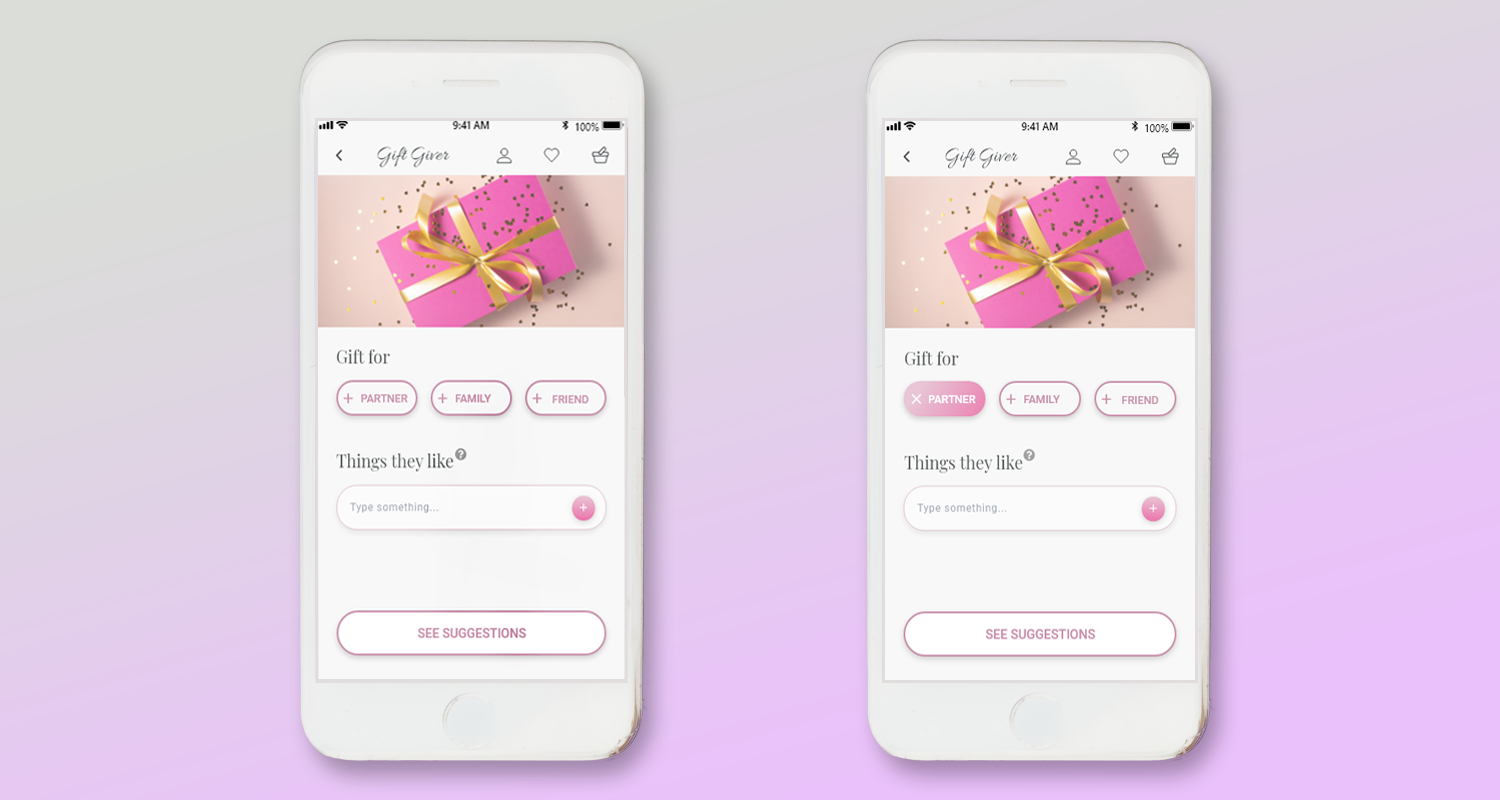 9:41 AM 100%
Gift Giver
Gift for
+ PARTNER + FAMILY + FRIEND
Things they like ?
Type something... +
SEE SUGGESTIONS
9:41 AM 100%
Gift Giver
Gift for
× PARTNER + FAMILY + FRIEND
Things they like ?
Type something... +
SEE SUGGESTIONS